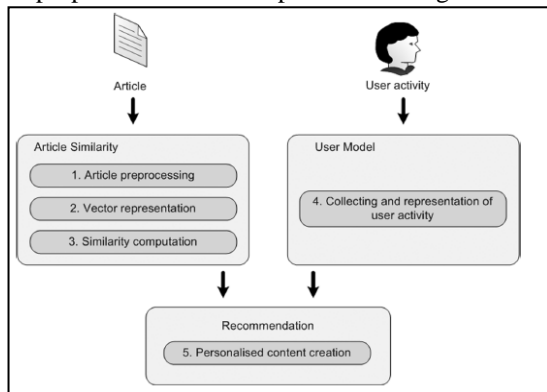 Article
User activity
Article Similarity
1. Article preprocessing
2. Vector representation
3. Similarity computation
User Model
4. Collecting and representation of
user activity
Recommendation
5. Personalised content creation